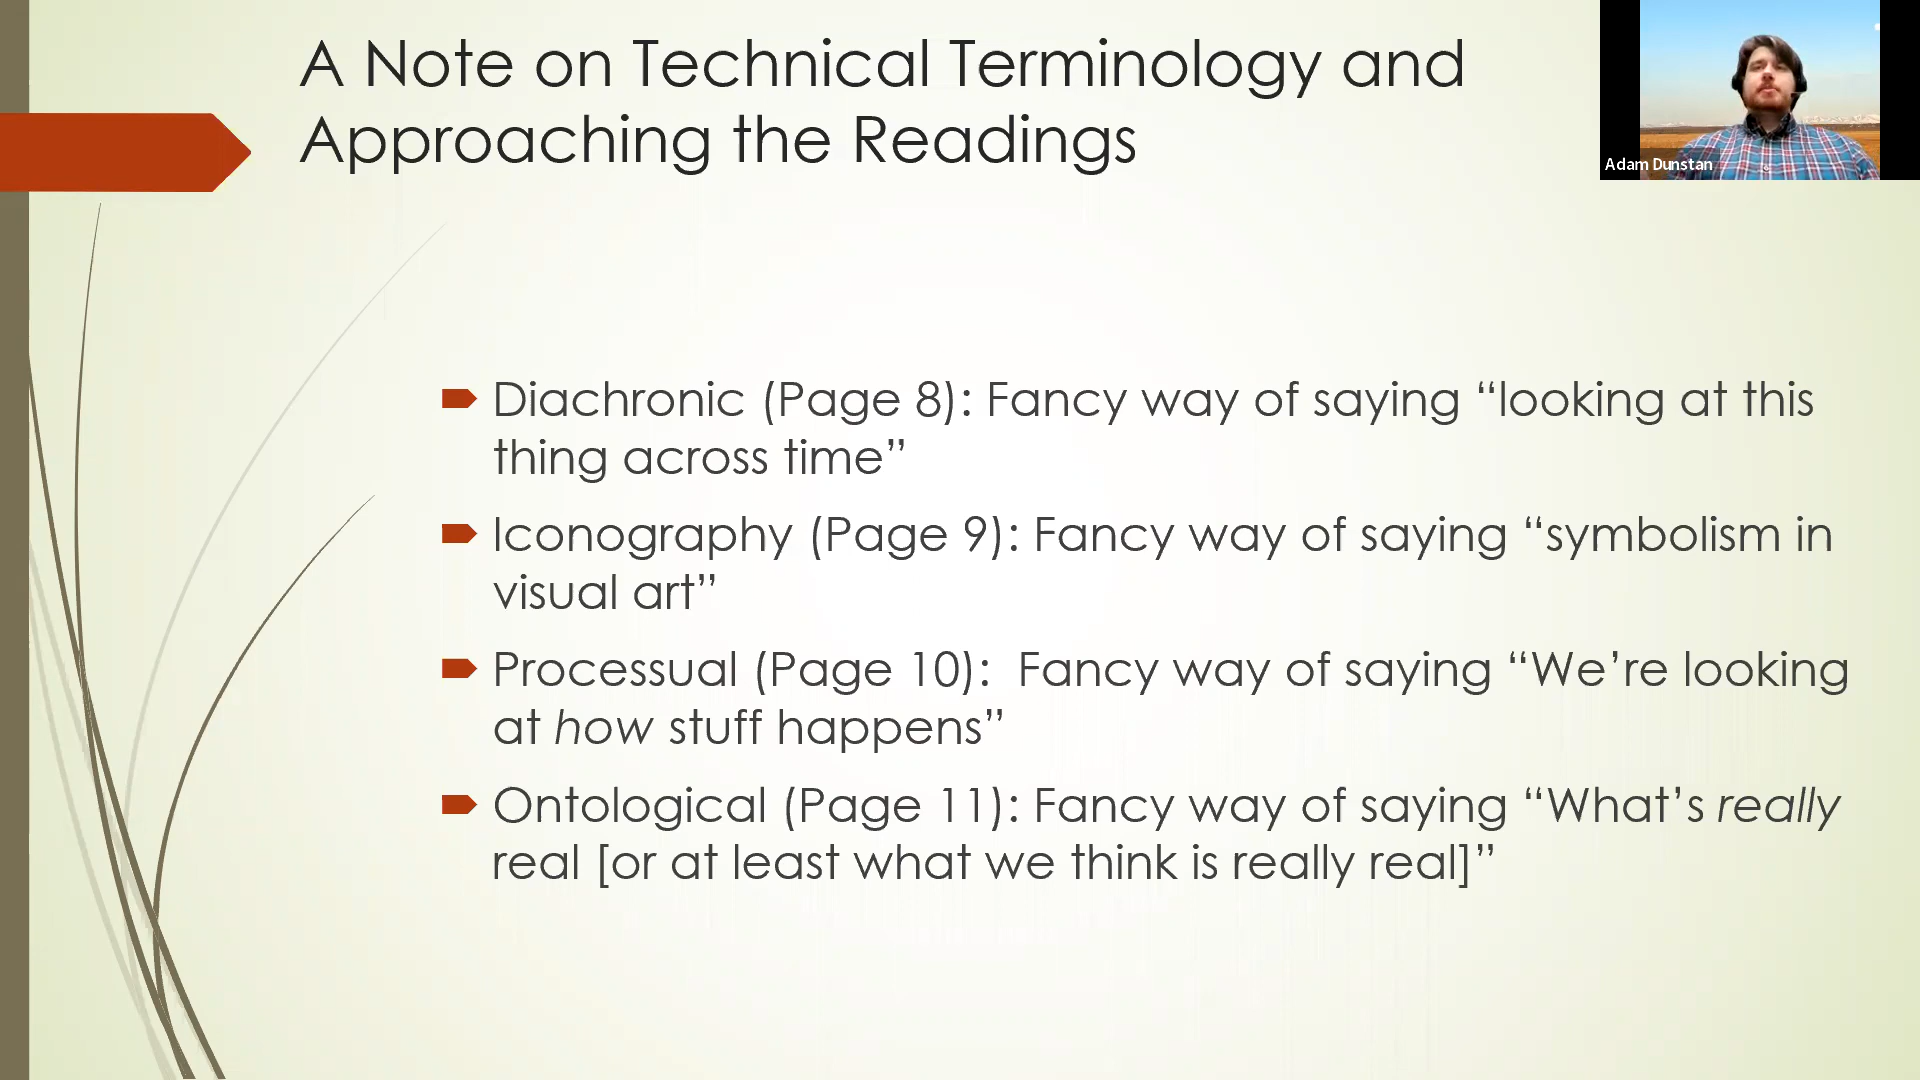 A Note on Technical Terminology and
Approaching the Readings
Adam Dunstan
Diachronic (Page 8): Fancy way of saying “looking at this
thing across time”
Iconography (Page 9): Fancy way of saying “symbolism in
visual art”
Processual (Page 10):  Fancy way of saying “We’re looking
at how stuff happens”
Ontological (Page 11): Fancy way of saying “What’s really
real [or at least what we think is really real]”